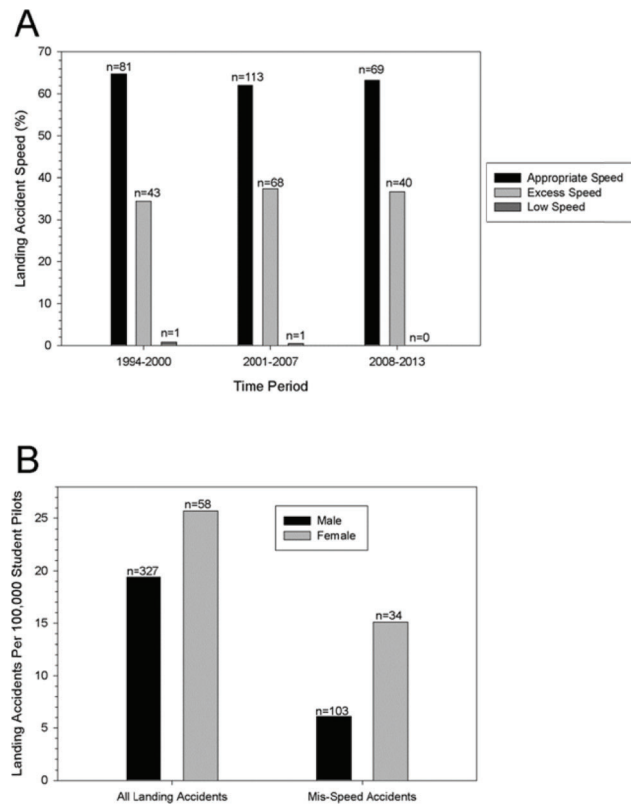 A
Landing Accident Speed (%)
70
60
50
40
30
20
10
0
n=81
n=43
n=1
n=113
n=68
n=1
n=69
n=40
n=0
1994-2000
2001-2007
2008-2013
Time Period
Appropriate Speed
Excess Speed
Low Speed
B
Landing Accidents Per 100,000 Student Pilots
25
20
15
10
5
0
n=327
n=58
n=103
n=34
Male
Female
All Landing Accidents
Mis-Speed Accidents